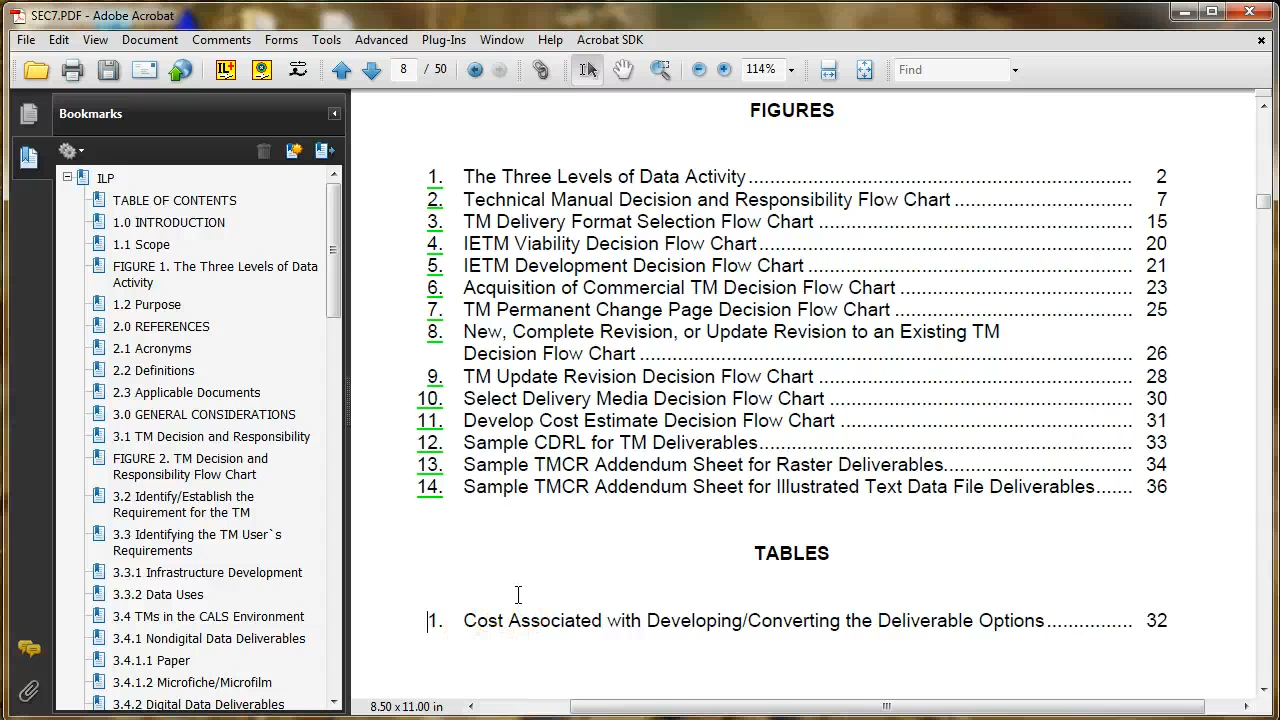 SEC7.PDF - Adobe Acrobat
File Edit View Document Comments Forms Tools Advanced Plug-Ins Window Help Acrobat SDK
8 / 50 114% Find
Bookmarks
ILP
TABLE OF CONTENTS
1.0 INTRODUCTION
1.1 Scope
FIGURE 1. The Three Levels of Data
Activity
1.2 Purpose
2.0 REFERENCES
2.1 Acronyms
2.2 Definitions
2.3 Applicable Documents
3.0 GENERAL CONSIDERATIONS
3.1 TM Decision and Responsibility
FIGURE 2. TM Decision and
Responsibility Flow Chart
3.2 Identify/Establish the
Requirement for the TM
3.3 Identifying the TM User`s
Requirements
3.3.1 Infrastructure Development
3.3.2 Data Uses
3.4 TMs in the CALS Environment
3.4.1 Nondigital Data Deliverables
3.4.1.1 Paper
3.4.1.2 Microfiche/Microfilm
3.4.2 Digital Data Deliverables
FIGURES
1. The Three Levels of Data Activity ........ 2
2. Technical Manual Decision and Responsibility Flow Chart ........ 7
3. TM Delivery Format Selection Flow Chart ........ 15
4. IETM Viability Decision Flow Chart ........ 20
5. IETM Development Decision Flow Chart ........ 21
6. Acquisition of Commercial TM Decision Flow Chart ........ 23
7. TM Permanent Change Page Decision Flow Chart ........ 25
8. New, Complete Revision, or Update Revision to an Existing TM
Decision Flow Chart ........ 26
9. TM Update Revision Decision Flow Chart ........ 28
10. Select Delivery Media Decision Flow Chart ........ 30
11. Develop Cost Estimate Decision Flow Chart ........ 31
12. Sample CDRL for TM Deliverables ........ 33
13. Sample TMCR Addendum Sheet for Raster Deliverables ........ 34
14. Sample TMCR Addendum Sheet for Illustrated Text Data File Deliverables ....... 36
TABLES
1. Cost Associated with Developing/Converting the Deliverable Options ........ 32
8.50 x 11.00 in